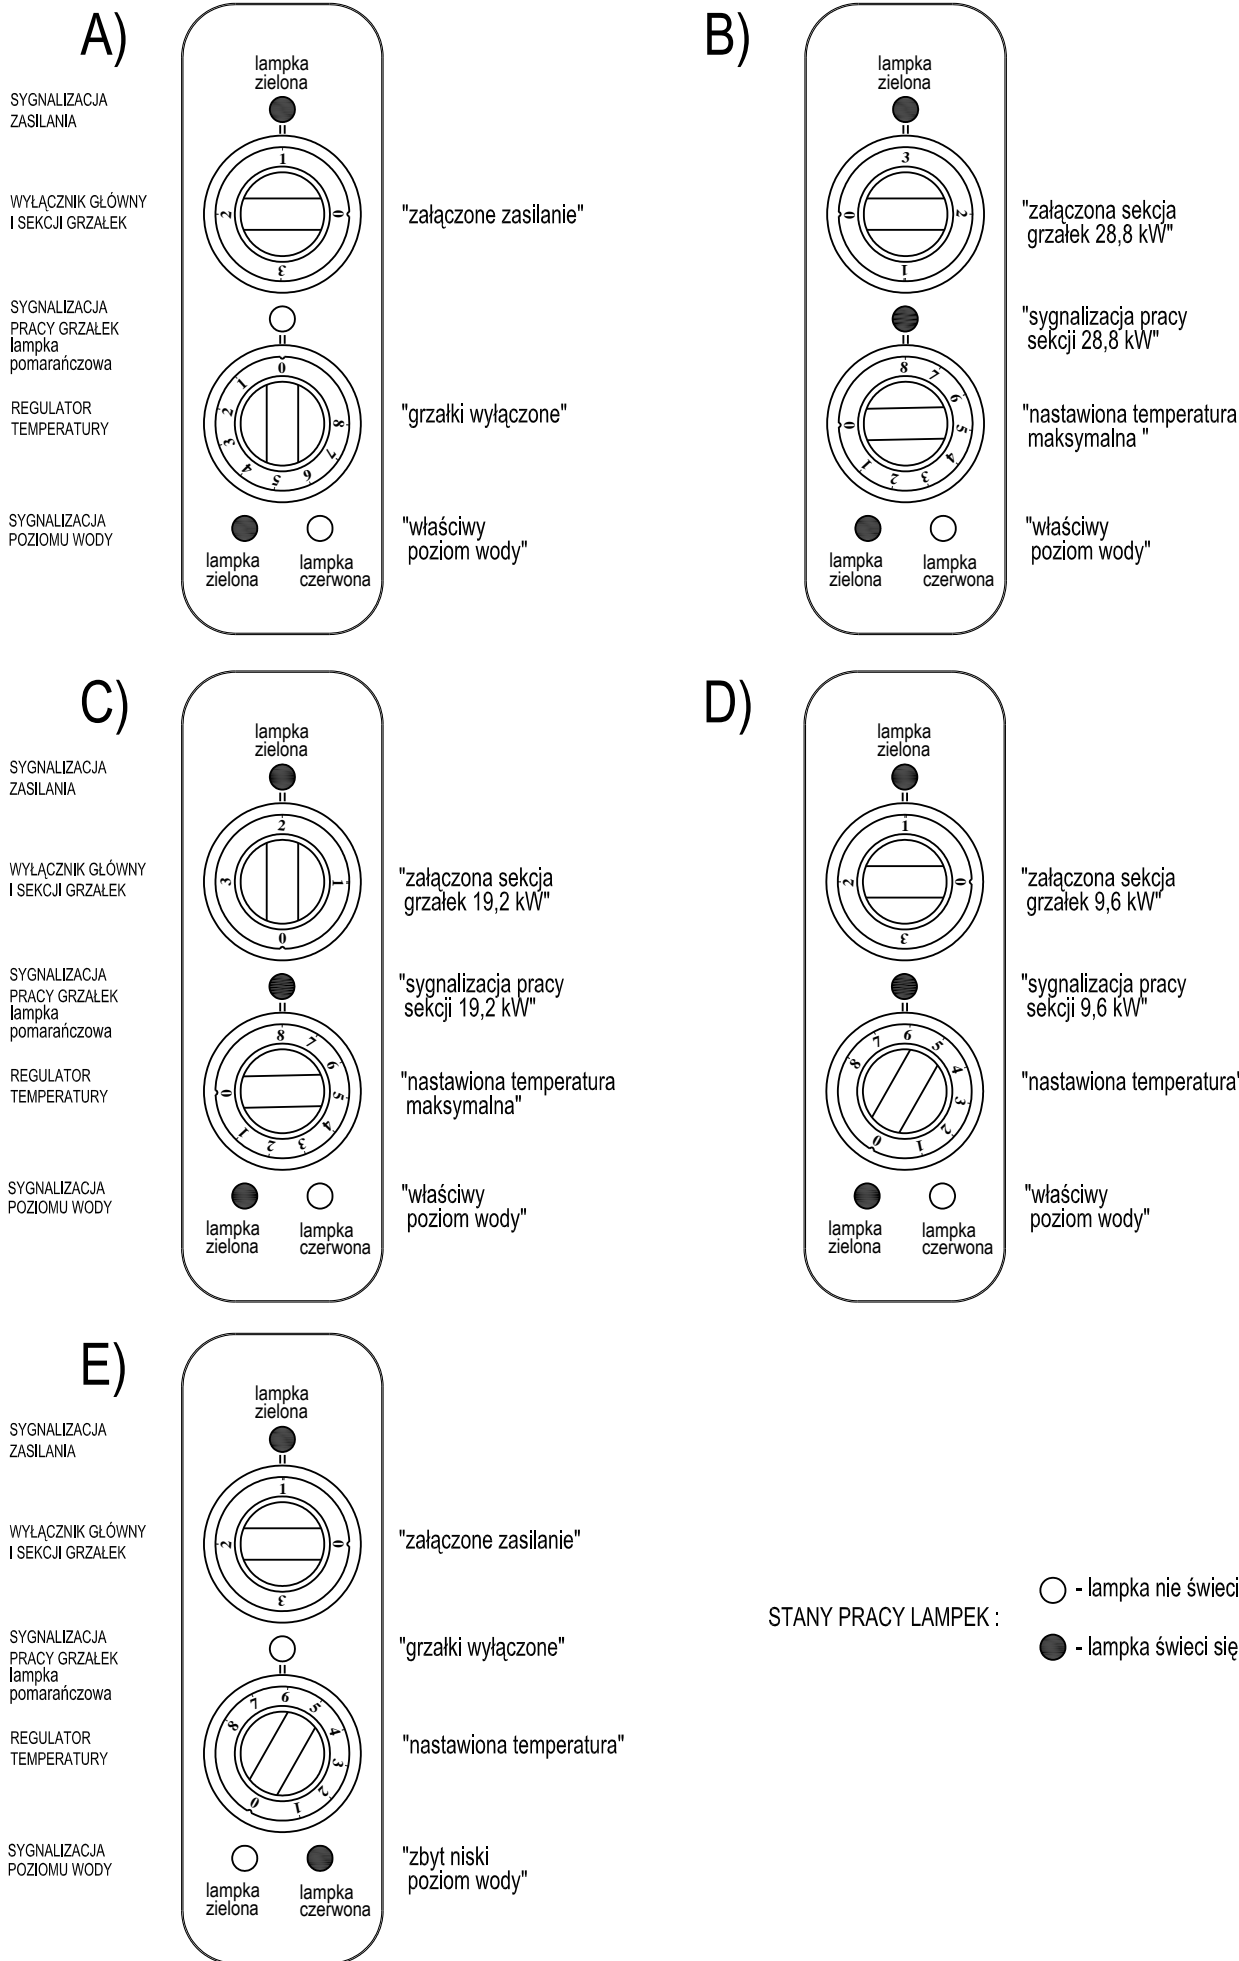 A)
lampka
zielona
SYGNALIZACJA
ZASILANIA
1
WYŁĄCZNIK GŁÓWNY
I SEKCJI GRZAŁEK
2
0
"załączone zasilanie"
3
SYGNALIZACJA
PRACY GRZAŁEK
lampka
pomarańczowa
0
1
2
8
REGULATOR
TEMPERATURY
"grzałki wyłączone"
3
7
4
5
6
SYGNALIZACJA
POZIOMU WODY
"właściwy
poziom wody"
lampka
zielona
lampka
czerwona
B)
lampka
zielona
3
0
2
"załączona sekcja
grzałek 28,8 kW"
1
"sygnalizacja pracy
sekcji 28,8 kW"
8
7
6
0
5
"nastawiona temperatura
maksymalna "
4
1
2
3
"właściwy
poziom wody"
lampka
zielona
lampka
czerwona
C)
lampka
zielona
SYGNALIZACJA
ZASILANIA
2
WYŁĄCZNIK GŁÓWNY
I SEKCJI GRZAŁEK
3
1
"załączona sekcja
grzałek 19,2 kW"
0
SYGNALIZACJA
PRACY GRZAŁEK
lampka
pomarańczowa
"sygnalizacja pracy
sekcji 19,2 kW"
8
7
6
REGULATOR
TEMPERATURY
0
5
"nastawiona temperatura
maksymalna"
4
1
2
3
SYGNALIZACJA
POZIOMU WODY
"właściwy
poziom wody"
lampka
zielona
lampka
czerwona
D)
lampka
zielona
1
2
0
"załączona sekcja
grzałek 9,6 kW"
3
"sygnalizacja pracy
sekcji 9,6 kW"
6
7
5
8
4
"nastawiona temperatura"
3
2
0
1
"właściwy
poziom wody"
lampka
zielona
lampka
czerwona
E)
lampka
zielona
SYGNALIZACJA
ZASILANIA
1
WYŁĄCZNIK GŁÓWNY
I SEKCJI GRZAŁEK
2
0
"załączone zasilanie"
3
SYGNALIZACJA
PRACY GRZAŁEK
lampka
pomarańczowa
"grzałki wyłączone"
6
7
5
8
4
REGULATOR
TEMPERATURY
"nastawiona temperatura"
3
2
0
1
SYGNALIZACJA
POZIOMU WODY
"zbyt niski
poziom wody"
lampka
zielona
lampka
czerwona
STANY PRACY LAMPEK :
- lampka nie świeci
- lampka świeci się